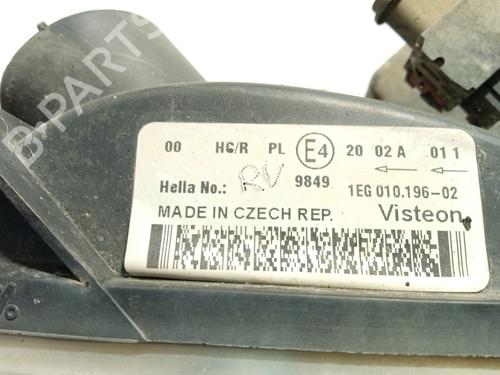 00 HC/R PL E4 20 02 A 01 1
Hella No.: RV 9849 1EG 010.196-02
MADE IN CZECH REP. Visteon
B-PARTS